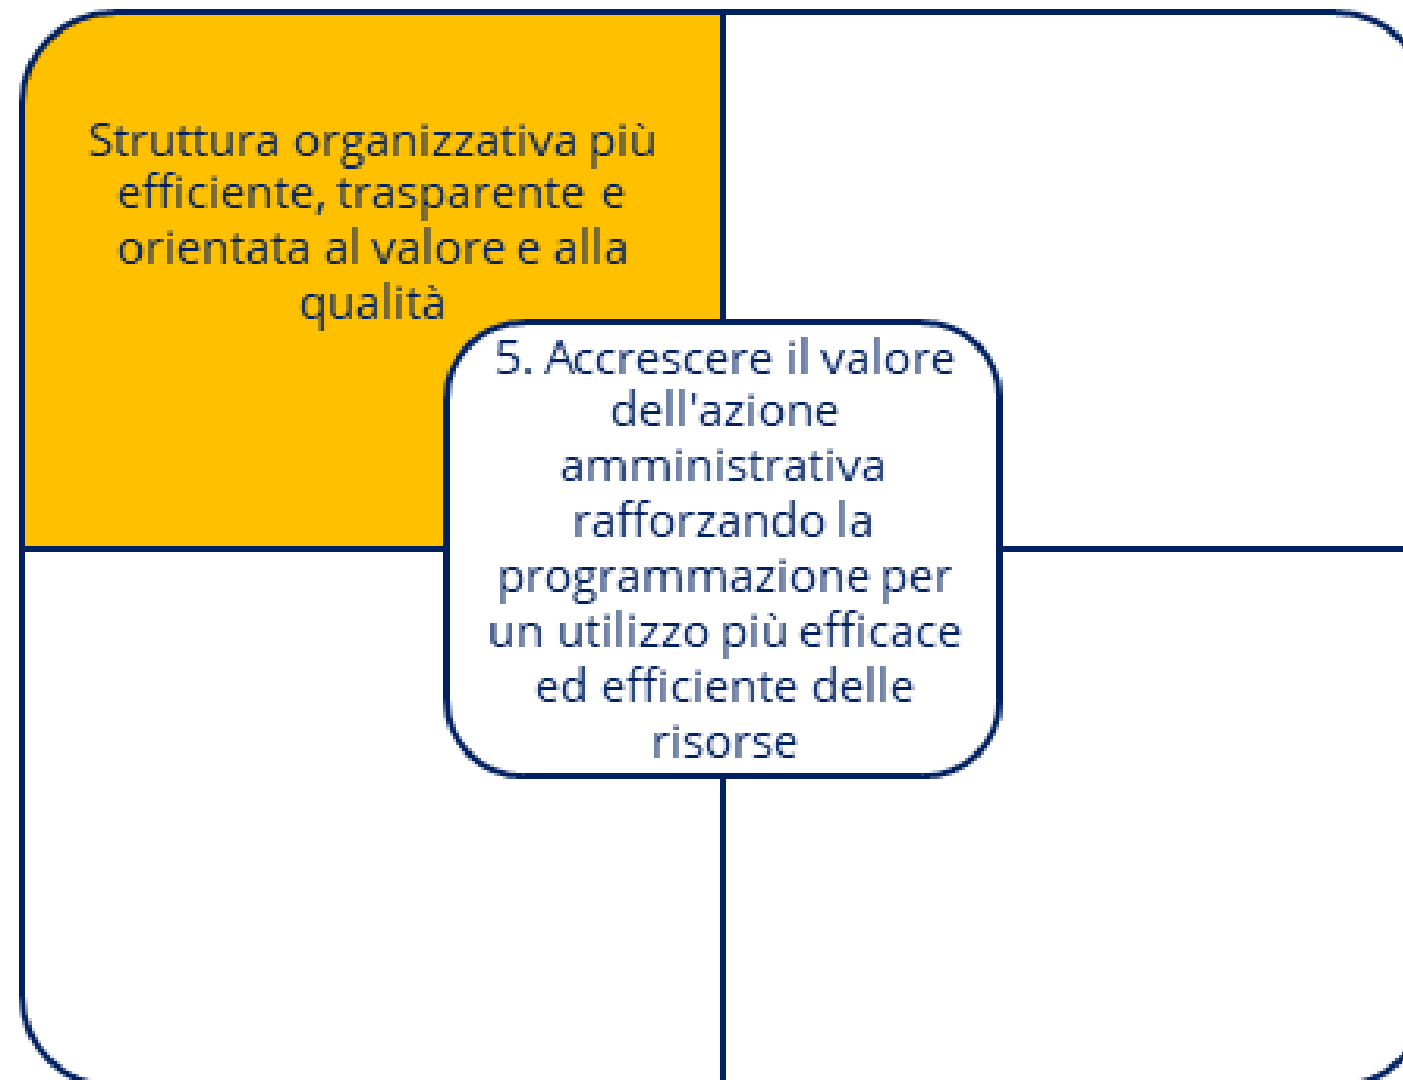 Struttura organizzativa più
efficiente, trasparente e
orientata al valore e alla
qualità
5. Accrescere il valore
dell'azione
amministrativa
rafforzando la
programmazione per
un utilizzo più efficace
ed efficiente delle
risorse